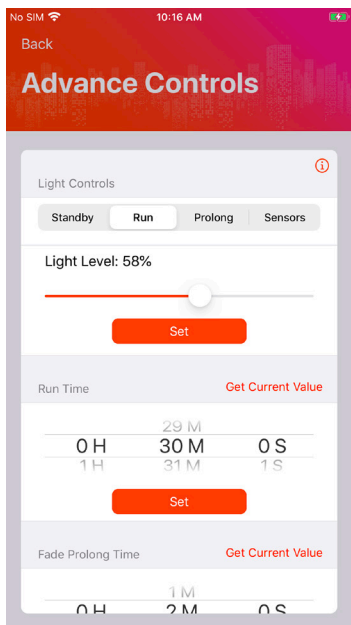 No SIM 10:16 AM
Back
Advance Controls
Light Controls
Standby Run Prolong Sensors
Light Level: 58%
Set
Run Time Get Current Value
29 M
0 H 30 M 0 S
1 H 31 M 1 S
Set
Fade Prolong Time Get Current Value
1 M
0 H 2 M 0 S